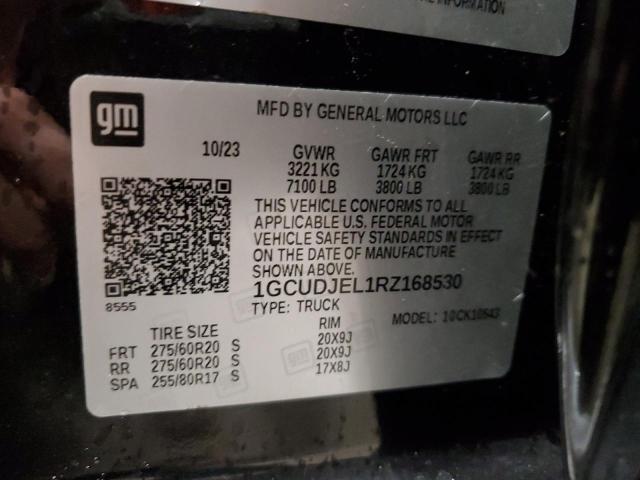 INFORMATION
gm
MFD BY GENERAL MOTORS LLC
10/23 GVWR GAWR FRT GAWR RR
3221 KG 1724 KG 1724 KG
7100 LB 3800 LB 3800 LB
THIS VEHICLE CONFORMS TO ALL
APPLICABLE U.S. FEDERAL MOTOR
VEHICLE SAFETY STANDARDS IN EFFECT
ON THE DATE OF MANUFACTURE
SHOWN ABOVE.
1GCUDJEL1RZ168530
8555
TYPE: TRUCK MODEL: 10CK10543
TIRE SIZE RIM
FRT 275/60R20 S 20X9J
RR 275/60R20 S 20X9J
SPA 255/80R17 S 17X8J